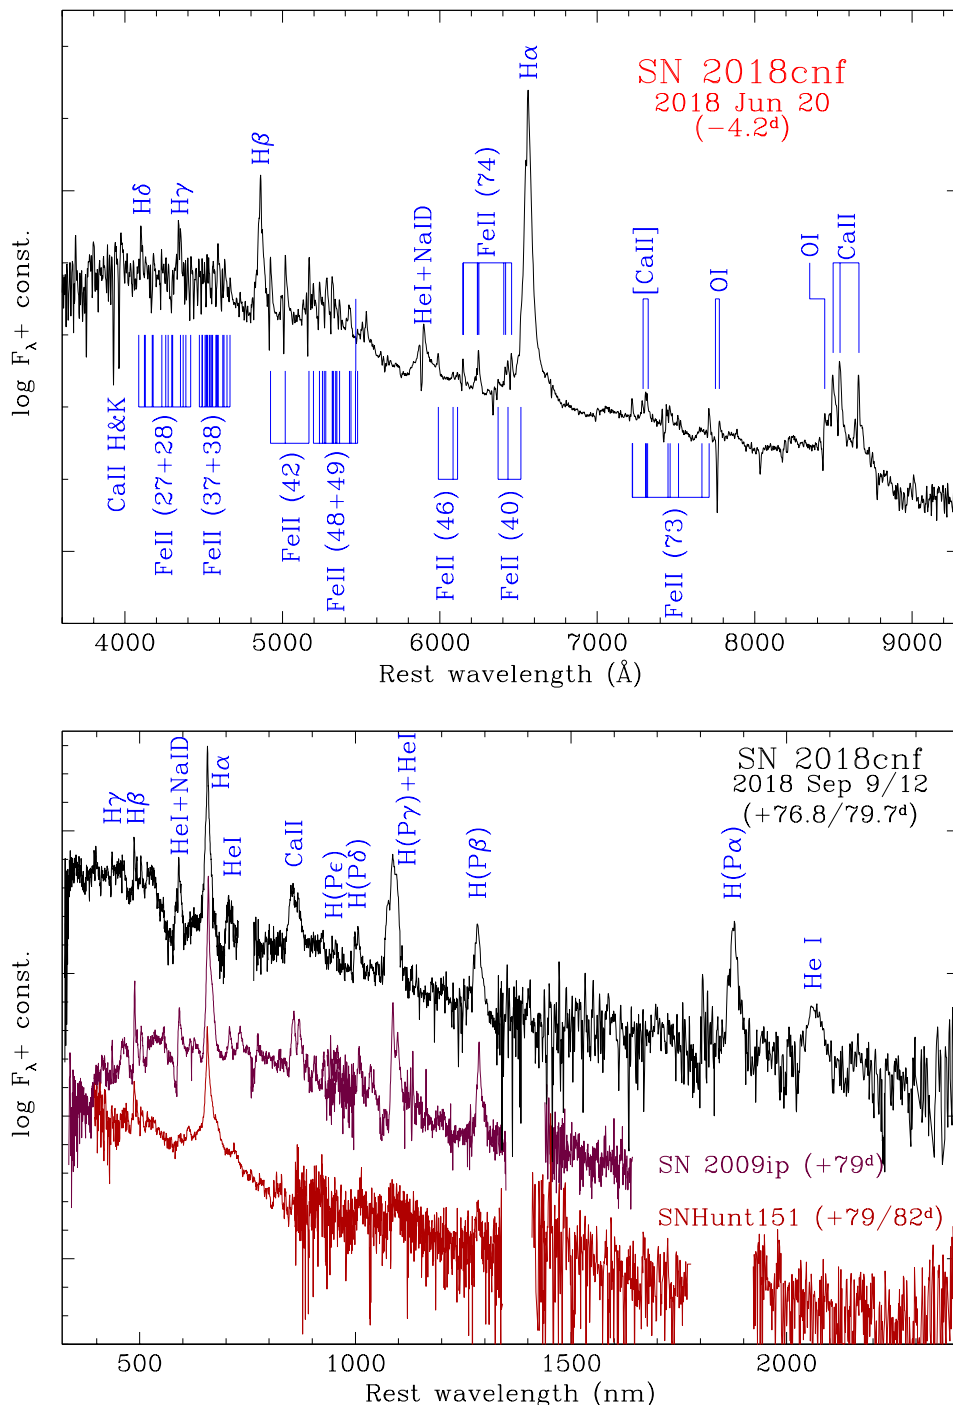 SN 2018cnf
2018 Jun 20
(−4.2ᵈ)
Hα
Hβ
Hδ
Hγ
FeII (74)
HeI+NaID
[CaII]
OI
OI
CaII
CaII H&K
FeII (27+28)
FeII (37+38)
FeII (42)
FeII (48+49)
FeII (46)
FeII (40)
FeII (73)
log Fλ + const.
4000 5000 6000 7000 8000 9000
Rest wavelength (Å)
SN 2018cnf
2018 Sep 9/12
(+76.8/79.7ᵈ)
Hγ
Hβ
HeI+NaID
Hα
HeI
CaII
H(Pϵ)
H(Pδ)
H(Pγ)+HeI
H(Pβ)
H(Pα)
He I
SN 2009ip (+79ᵈ)
SNHunt151 (+79/82ᵈ)
log Fλ + const.
500 1000 1500 2000
Rest wavelength (nm)